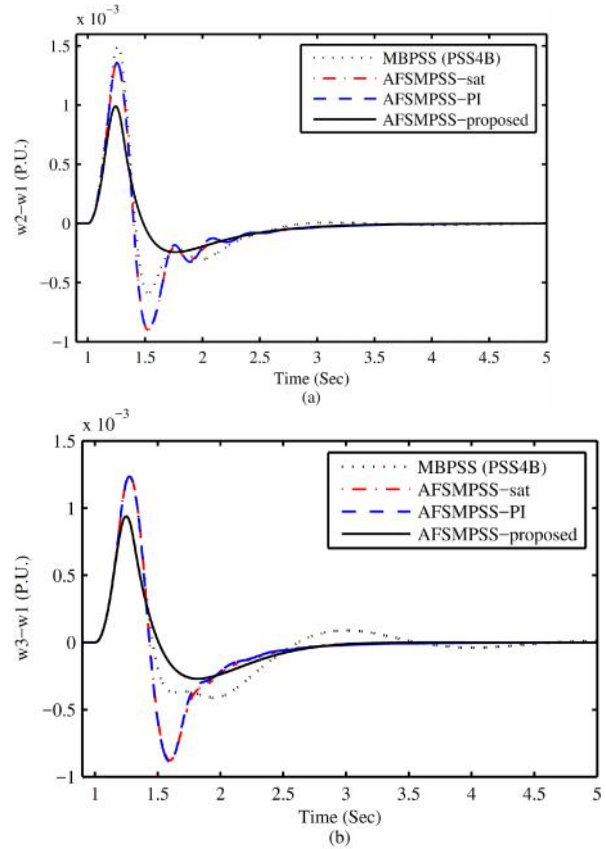 x 10⁻³
1.5
1
0.5
0
−0.5
−1
w2−w1 (P.U.)
MBPSS (PSS4B)
AFSMPSS−sat
AFSMPSS−PI
AFSMPSS−proposed
1 1.5 2 2.5 3 3.5 4 4.5 5
Time (Sec)
(a)
x 10⁻³
1.5
1
0.5
0
−0.5
−1
w3−w1 (P.U.)
MBPSS (PSS4B)
AFSMPSS−sat
AFSMPSS−PI
AFSMPSS−proposed
1 1.5 2 2.5 3 3.5 4 4.5 5
Time (Sec)
(b)